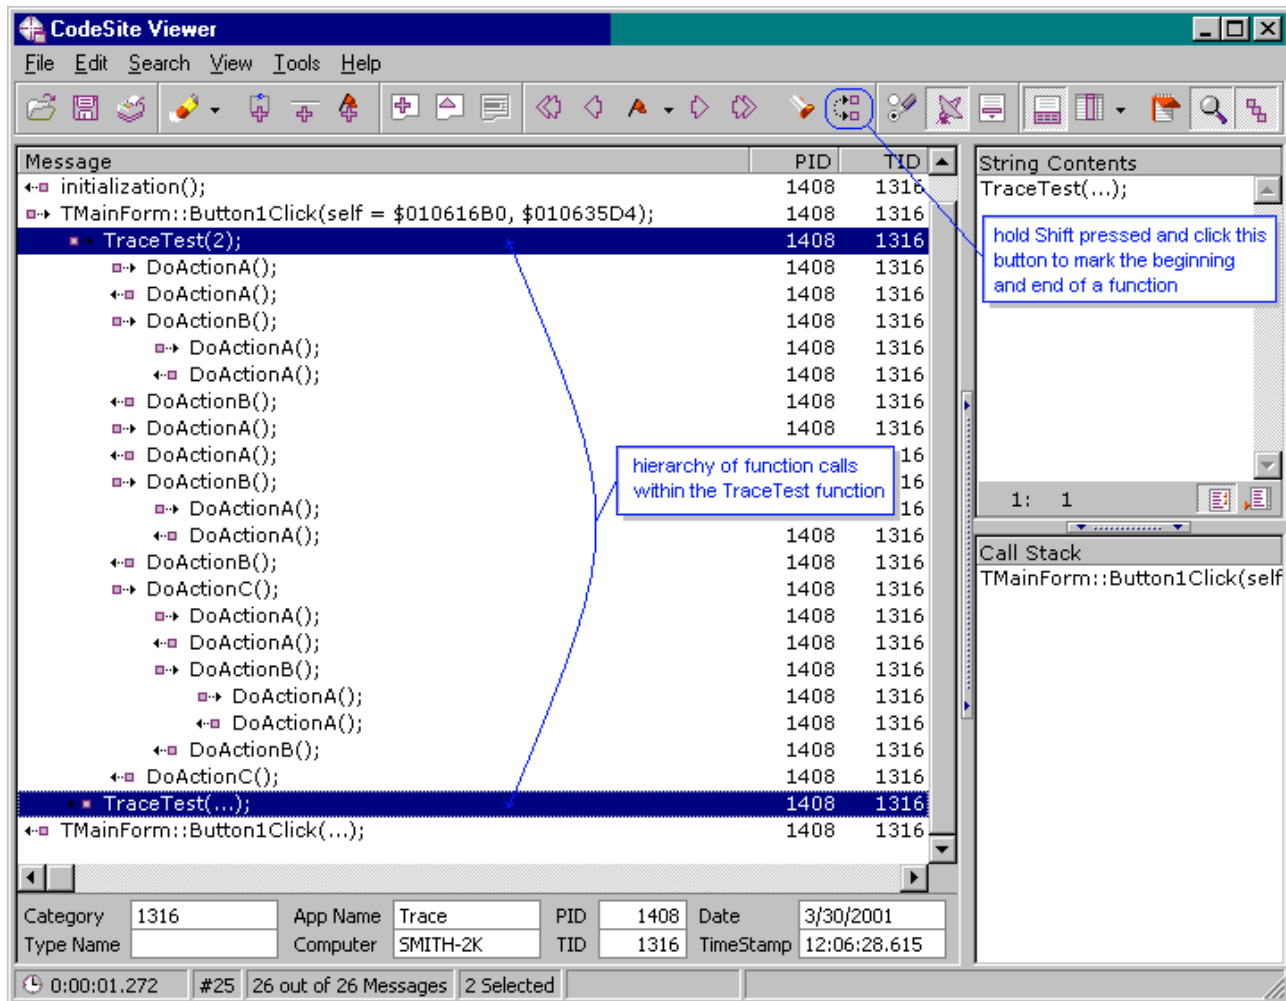 CodeSite Viewer
File Edit Search View Tools Help
Message PID TID
initialization(); 1408 1316
TMainForm::Button1Click(self = $010616B0, $010635D4); 1408 1316
TraceTest(2); 1408 1316
DoActionA(); 1408 1316
DoActionA(); 1408 1316
DoActionB(); 1408 1316
DoActionA(); 1408 1316
DoActionA(); 1408 1316
DoActionB(); 1408 1316
DoActionA(); 1408 1316
DoActionA(); 16
DoActionB(); 16
DoActionA(); 16
DoActionA(); 1408 1316
DoActionB(); 1408 1316
DoActionC(); 1408 1316
DoActionA(); 1408 1316
DoActionA(); 1408 1316
DoActionB(); 1408 1316
DoActionA(); 1408 1316
DoActionA(); 1408 1316
DoActionB(); 1408 1316
DoActionC(); 1408 1316
TraceTest(...); 1408 1316
TMainForm::Button1Click(...); 1408 1316
hierarchy of function calls
within the TraceTest function
String Contents
TraceTest(...);
hold Shift pressed and click this
button to mark the beginning
and end of a function
1: 1
Call Stack
TMainForm::Button1Click(self
Category 1316 App Name Trace PID 1408 Date 3/30/2001
Type Name Computer SMITH-2K TID 1316 TimeStamp 12:06:28.615
0:00:01.272 #25 26 out of 26 Messages 2 Selected